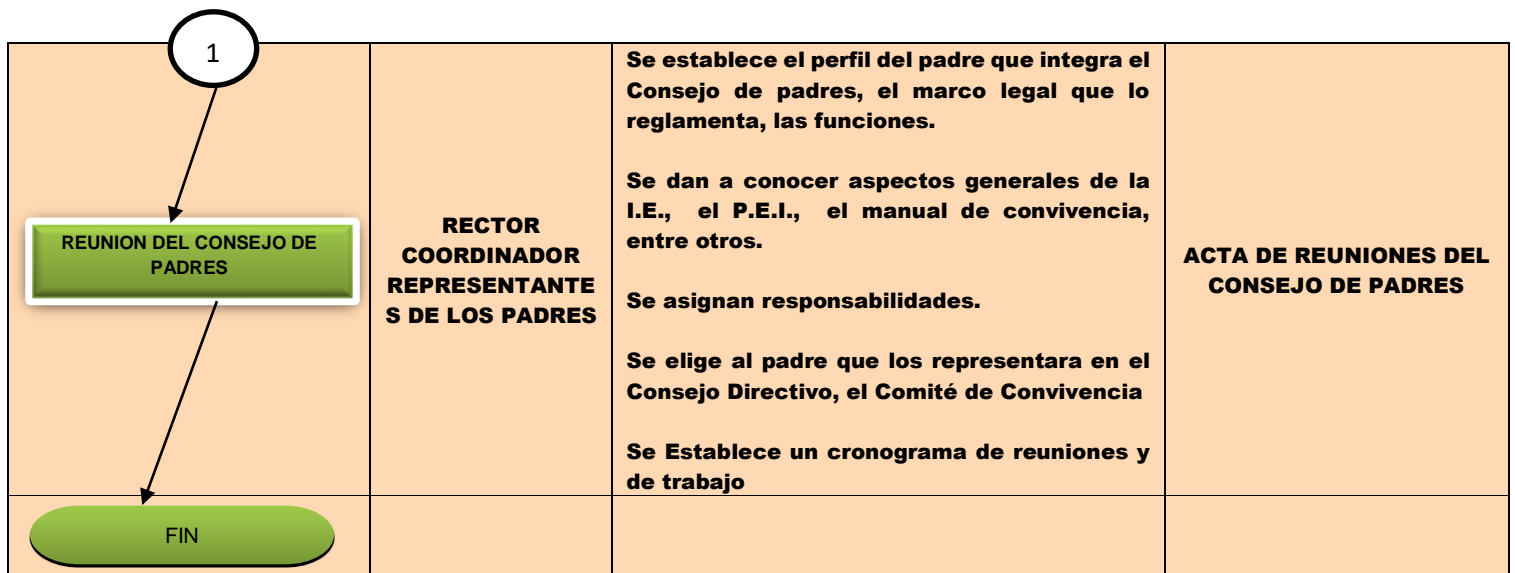 1
REUNION DEL CONSEJO DE
PADRES
RECTOR
COORDINADOR
REPRESENTANTE
S DE LOS PADRES
Se establece el perfil del padre que integra el
Consejo de padres, el marco legal que lo
reglamenta, las funciones.
Se dan a conocer aspectos generales de la
I.E., el P.E.I., el manual de convivencia,
entre otros.
Se asignan responsabilidades.
Se elige al padre que los representara en el
Consejo Directivo, el Comité de Convivencia
Se Establece un cronograma de reuniones y
de trabajo
ACTA DE REUNIONES DEL
CONSEJO DE PADRES
FIN